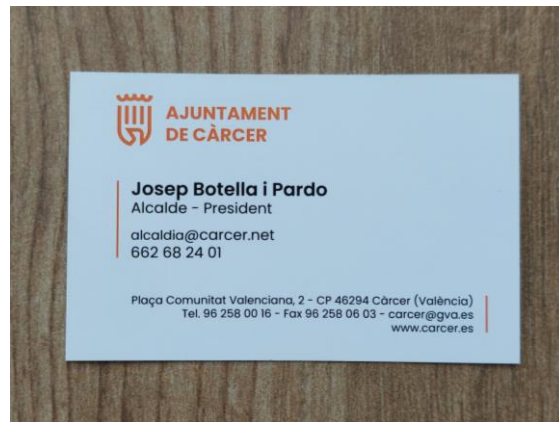 AJUNTAMENT
DE CÀRCER
Josep Botella i Pardo
Alcalde - President
alcaldia@carcer.net
662 68 24 01
Plaça Comunitat Valenciana, 2 - CP 46294 Càrcer (València)
Tel. 96 258 00 16 - Fax 96 258 06 03 - carcer@gva.es
www.carcer.es